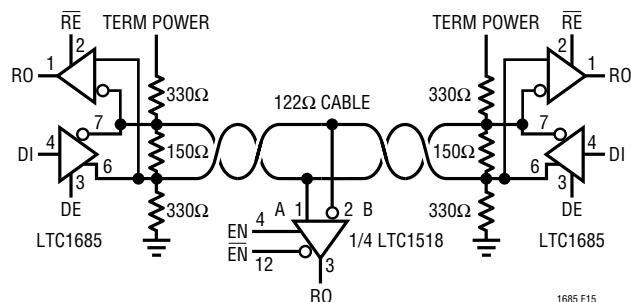 RE TERM POWER TERM POWER RE
2 2
RO 1 1 RO
330Ω 330Ω
122Ω CABLE
7 7
DI 4 150Ω 150Ω 4 DI
6 6
3 A 1 2 B 3
DE 330Ω EN 4 330Ω DE
1/4 LTC1518
LTC1685 EN 12 LTC1685
3
RO
1685 F15